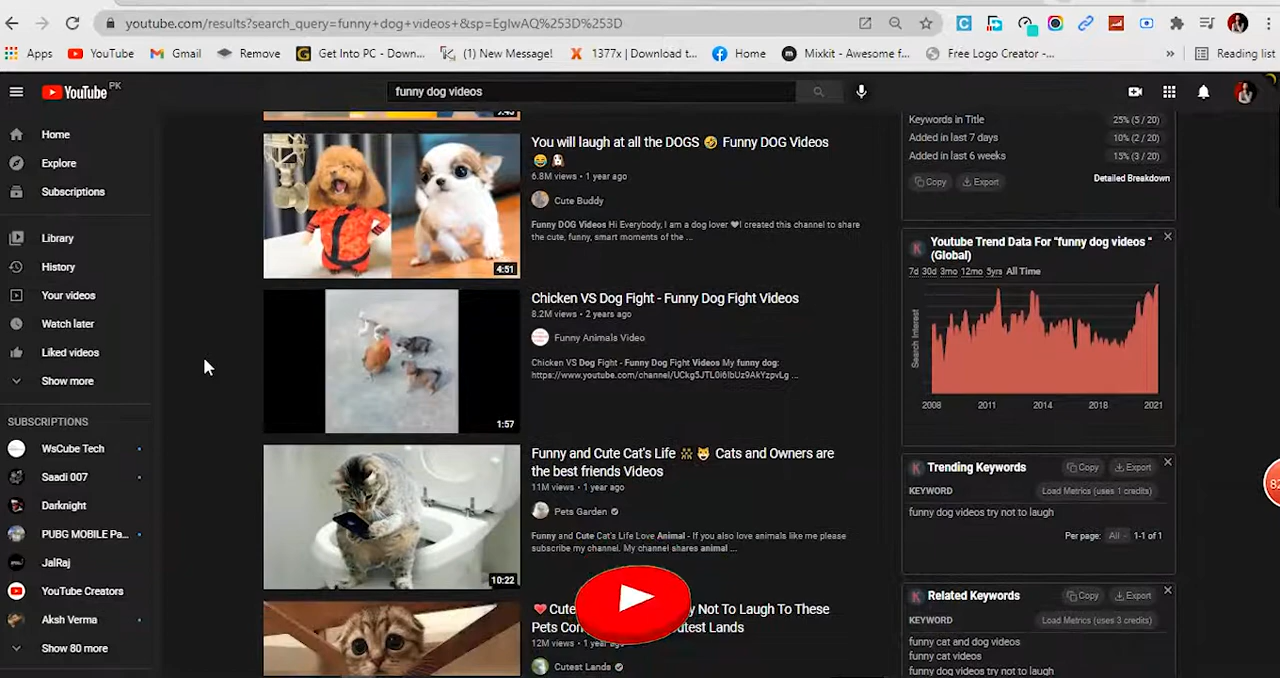 youtube.com/results?search_query=funny+dog+videos+&sp=EgIwAQ%253D%253D
Apps
YouTube
Gmail
Remove
Get Into PC - Down...
(1) New Message!
1377x | Download t...
Home
Mixkit - Awesome f...
Free Logo Creator -...
»
Reading list
YouTube PK
funny dog videos
Home
Explore
Subscriptions
Library
History
Your videos
Watch later
Liked videos
Show more
SUBSCRIPTIONS
WsCube Tech
Saadi 007
Darknight
PUBG MOBILE Pa...
JalRaj
YouTube Creators
Aksh Verma
Show 80 more
You will laugh at all the DOGS 🤣 Funny DOG Videos
6.8M views • 1 year ago
Cute Buddy
Funny DOG Videos Hi Everybody, I am a dog lover ❤I created this channel to share
the cute, funny, smart moments of the ...
4:51
Chicken VS Dog Fight - Funny Dog Fight Videos
8.2M views • 2 years ago
Funny Animals Video
Chicken VS Dog Fight - Funny Dog Fight Videos My funny dog:
1:57
Funny and Cute Cat's Life 😺 Cats and Owners are
the best friends Videos
11M views • 1 year ago
Pets Garden
Funny and Cute Cat's Life Love Animal - If you also love animals like me please
subscribe my channel. My channel shares animal ...
10:22
❤Cute y Not To Laugh To These
Pets utest Lands
12M views • 1 year
Cutest Lands
Keywords in Title 25% (5 / 20)
Added in last 7 days 10% (2 / 20)
Added in last 6 weeks 15% (3 / 20)
Copy Export Detailed Breakdown
Youtube Trend Data For "funny dog videos "
(Global)
7d 30d 3mo 12mo 5yrs All Time
Search Interest
2008 2011 2014 2018 2021
Trending Keywords Copy Export
KEYWORD Load Metrics (uses 1 credits)
funny dog videos try not to laugh
Per page: All 1-1 of 1
Related Keywords Copy Export
KEYWORD Load Metrics (uses 3 credits)
funny cat and dog videos
funny cat videos
funny dog videos try not to laugh
82